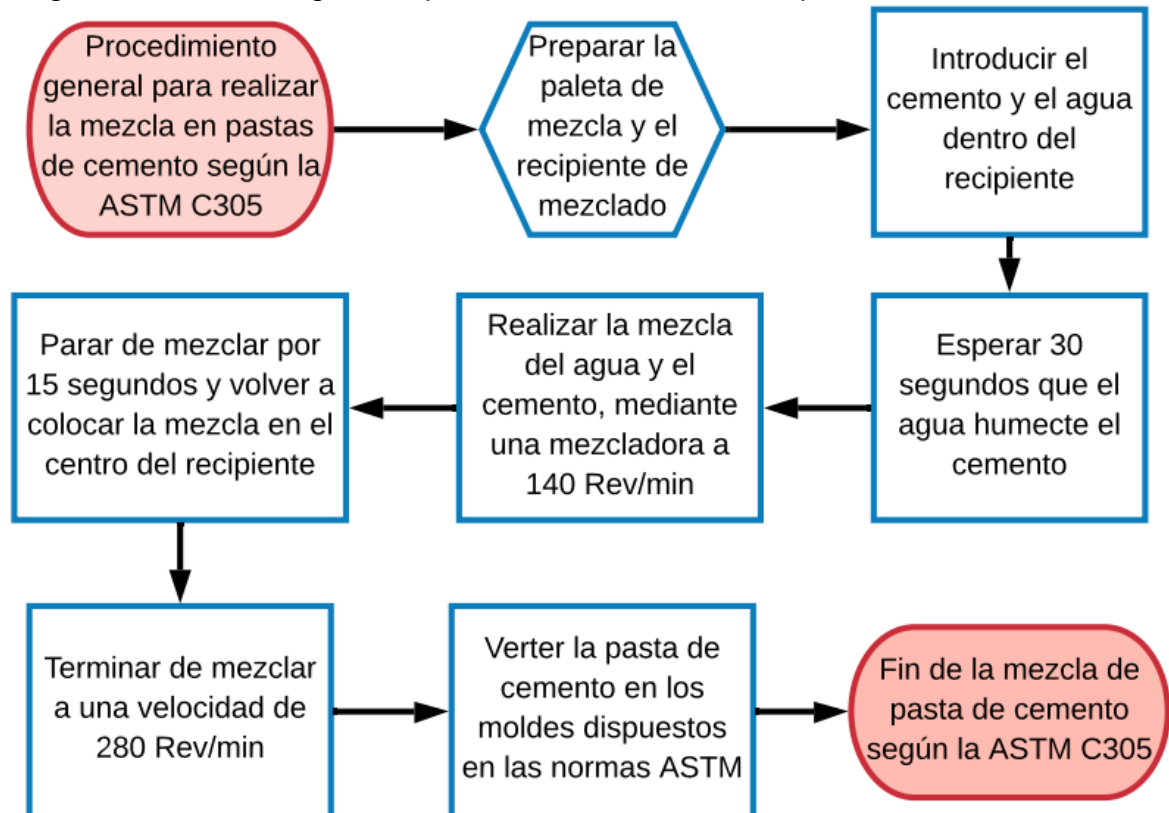 Procedimiento
general para realizar
la mezcla en pastas
de cemento según la
ASTM C305
Preparar la
paleta de
mezcla y el
recipiente de
mezclado
Introducir el
cemento y el agua
dentro del
recipiente
Esperar 30
segundos que el
agua humecte el
cemento
Realizar la mezcla
del agua y el
cemento, mediante
una mezcladora a
140 Rev/min
Parar de mezclar por
15 segundos y volver a
colocar la mezcla en el
centro del recipiente
Terminar de mezclar
a una velocidad de
280 Rev/min
Verter la pasta de
cemento en los
moldes dispuestos
en las normas ASTM
Fin de la mezcla de
pasta de cemento
según la ASTM C305